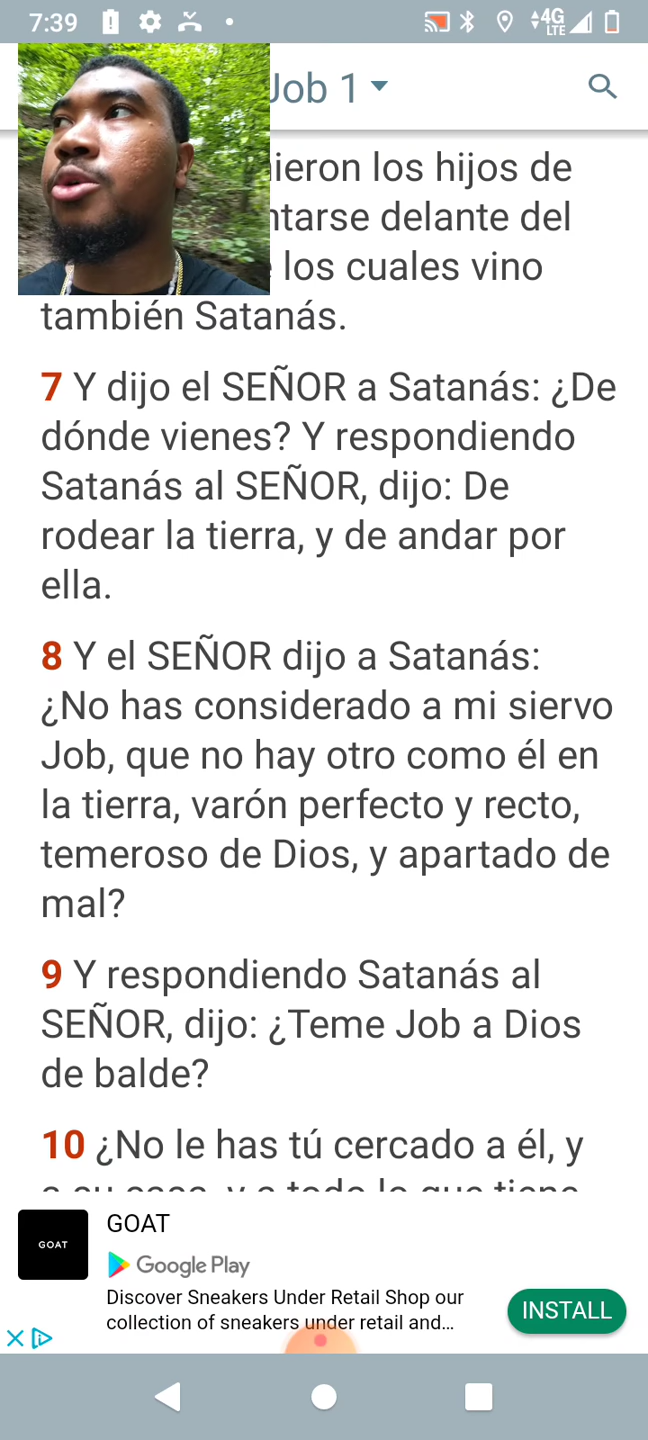 7:39
4G
LTE
Job 1
los hijos de
delante del
los cuales vino
también Satanás.
7 Y dijo el SEÑOR a Satanás: ¿De
dónde vienes? Y respondiendo
Satanás al SEÑOR, dijo: De
rodear la tierra, y de andar por
ella.
8 Y el SEÑOR dijo a Satanás:
¿No has considerado a mi siervo
Job, que no hay otro como él en
la tierra, varón perfecto y recto,
temeroso de Dios, y apartado de
mal?
9 Y respondiendo Satanás al
SEÑOR, dijo: ¿Teme Job a Dios
de balde?
10 ¿No le has tú cercado a él, y
GOAT
GOAT
Google Play
Discover Sneakers Under Retail Shop our
collection of sneakers under retail and...
INSTALL